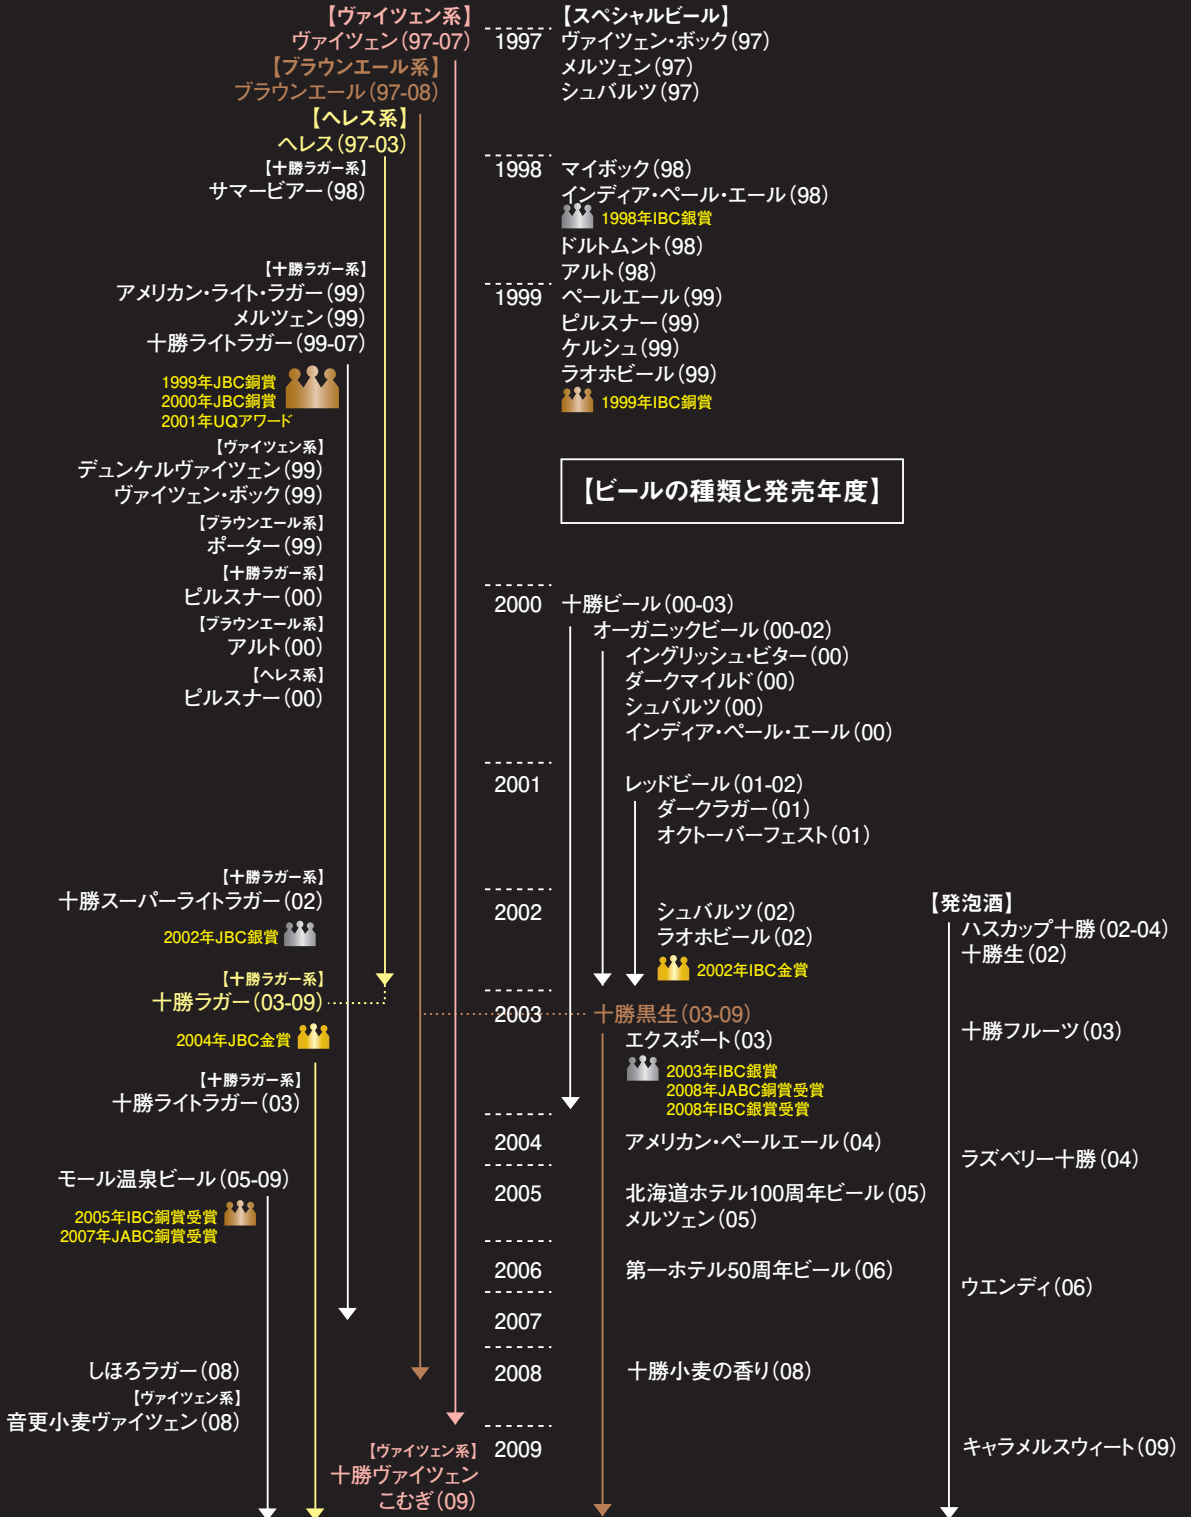 【ヴァイツェン系】
ヴァイツェン(97-07)
【ブラウンエール系】
ブラウンエール(97-08)
【ヘレス系】
ヘレス(97-03)
【十勝ラガー系】
サマービアー(98)
【十勝ラガー系】
アメリカン・ライト・ラガー(99)
メルツェン(99)
十勝ライトラガー(99-07)
1999年JBC銅賞
2000年JBC銅賞
2001年UQアワード
【ヴァイツェン系】
デュンケルヴァイツェン(99)
ヴァイツェン・ボック(99)
【ブラウンエール系】
ポーター(99)
【十勝ラガー系】
ピルスナー(00)
【ブラウンエール系】
アルト(00)
【ヘレス系】
ピルスナー(00)
【十勝ラガー系】
十勝スーパーライトラガー(02)
2002年JBC銀賞
【十勝ラガー系】
十勝ラガー(03-09)
2004年JBC金賞
【十勝ラガー系】
十勝ライトラガー(03)
モール温泉ビール(05-09)
2005年IBC銅賞受賞
2007年JABC銅賞受賞
しほろラガー(08)
【ヴァイツェン系】
音更小麦ヴァイツェン(08)
【ヴァイツェン系】
十勝ヴァイツェン
こむぎ(09)
1997
1998
1999
2000
2001
2002
2003
2004
2005
2006
2007
2008
2009
【スペシャルビール】
ヴァイツェン・ボック(97)
メルツェン(97)
シュバルツ(97)
マイボック(98)
インディア・ペール・エール(98)
1998年IBC銀賞
ドルトムント(98)
アルト(98)
ペールエール(99)
ピルスナー(99)
ケルシュ(99)
ラオホビール(99)
1999年IBC銅賞
【ビールの種類と発売年度】
十勝ビール(00-03)
オーガニックビール(00-02)
イングリッシュ・ビター(00)
ダークマイルド(00)
シュバルツ(00)
インディア・ペール・エール(00)
レッドビール(01-02)
ダークラガー(01)
オクトーバーフェスト(01)
シュバルツ(02)
ラオホビール(02)
2002年IBC金賞
十勝黒生(03-09)
エクスポート(03)
2003年IBC銀賞
2008年JABC銅賞受賞
2008年IBC銀賞受賞
アメリカン・ペールエール(04)
北海道ホテル100周年ビール(05)
メルツェン(05)
第一ホテル50周年ビール(06)
十勝小麦の香り(08)
【発泡酒】
ハスカップ十勝(02-04)
十勝生(02)
十勝フルーツ(03)
ラズベリー十勝(04)
ウエンディ(06)
キャラメルスウィート(09)